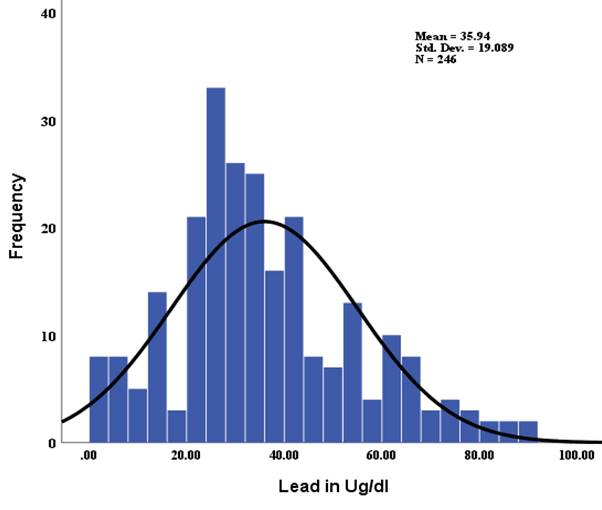 40
Mean = 35.94
Std. Dev. = 19.089
N = 246
30
Frequency
20
10
0
.00 20.00 40.00 60.00 80.00 100.00
Lead in Ug/dl